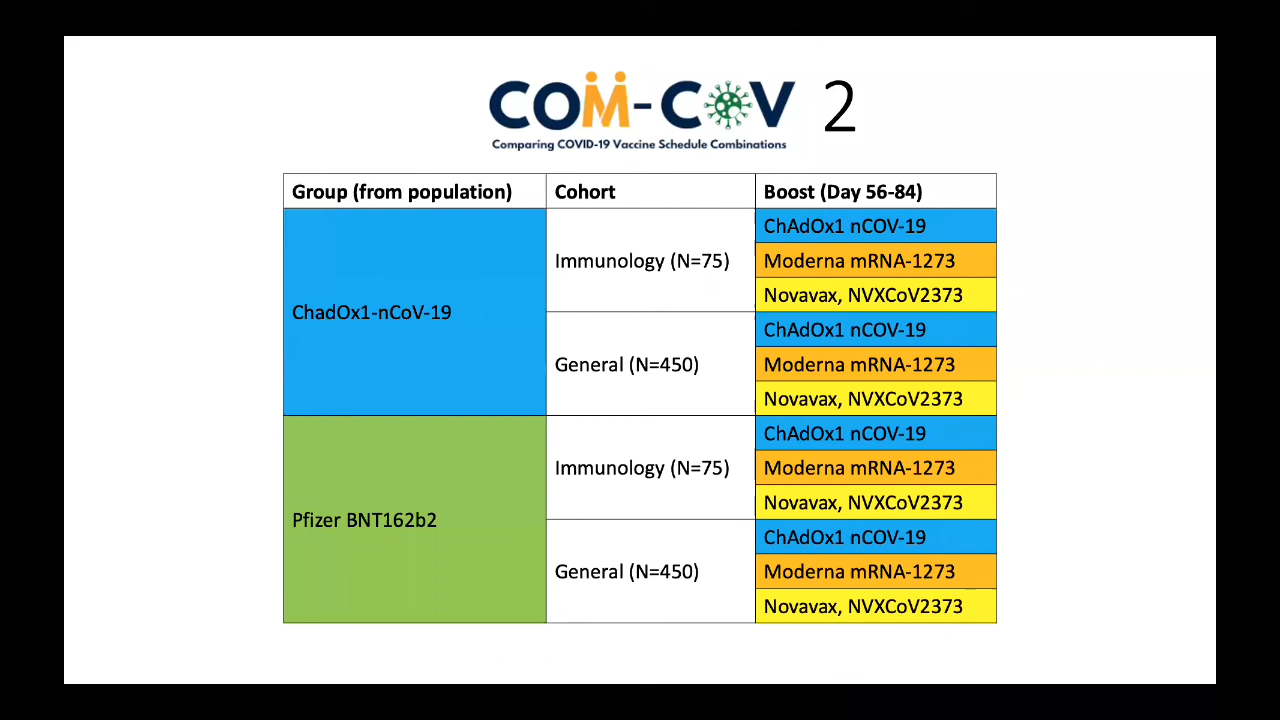 COM-COV 2
Comparing COVID-19 Vaccine Schedule Combinations
Group (from population) Cohort Boost (Day 56-84)
ChadOx1-nCoV-19
Immunology (N=75)
ChAdOx1 nCOV-19
Moderna mRNA-1273
Novavax, NVXCoV2373
General (N=450)
ChAdOx1 nCOV-19
Moderna mRNA-1273
Novavax, NVXCoV2373
Pfizer BNT162b2
Immunology (N=75)
ChAdOx1 nCOV-19
Moderna mRNA-1273
Novavax, NVXCoV2373
General (N=450)
ChAdOx1 nCOV-19
Moderna mRNA-1273
Novavax, NVXCoV2373